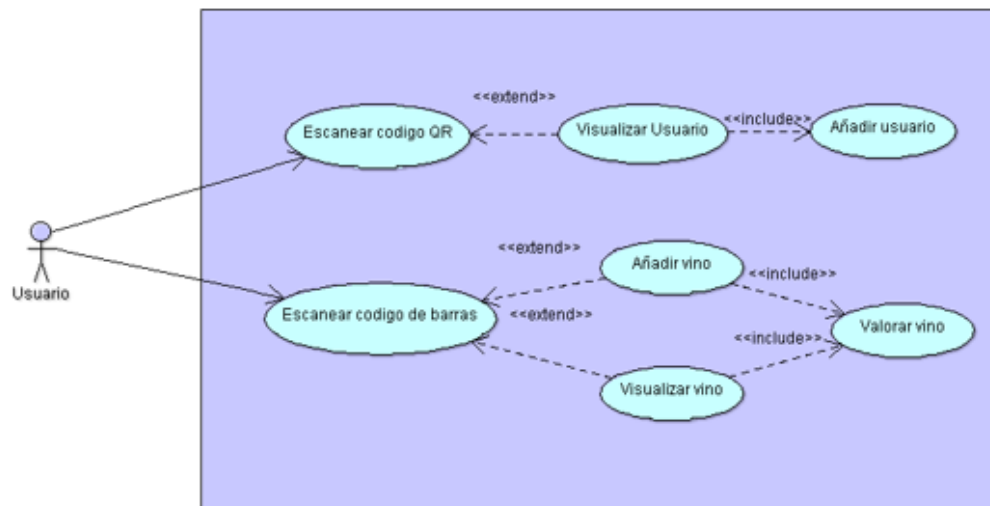 <<extend>>
Escanear codigo QR
Visualizar Usuario
<<include>>
Añadir usuario
Usuario
<<extend>>
Añadir vino
<<include>>
Escanear codigo de barras
<<extend>>
Valorar vino
<<include>>
Visualizar vino